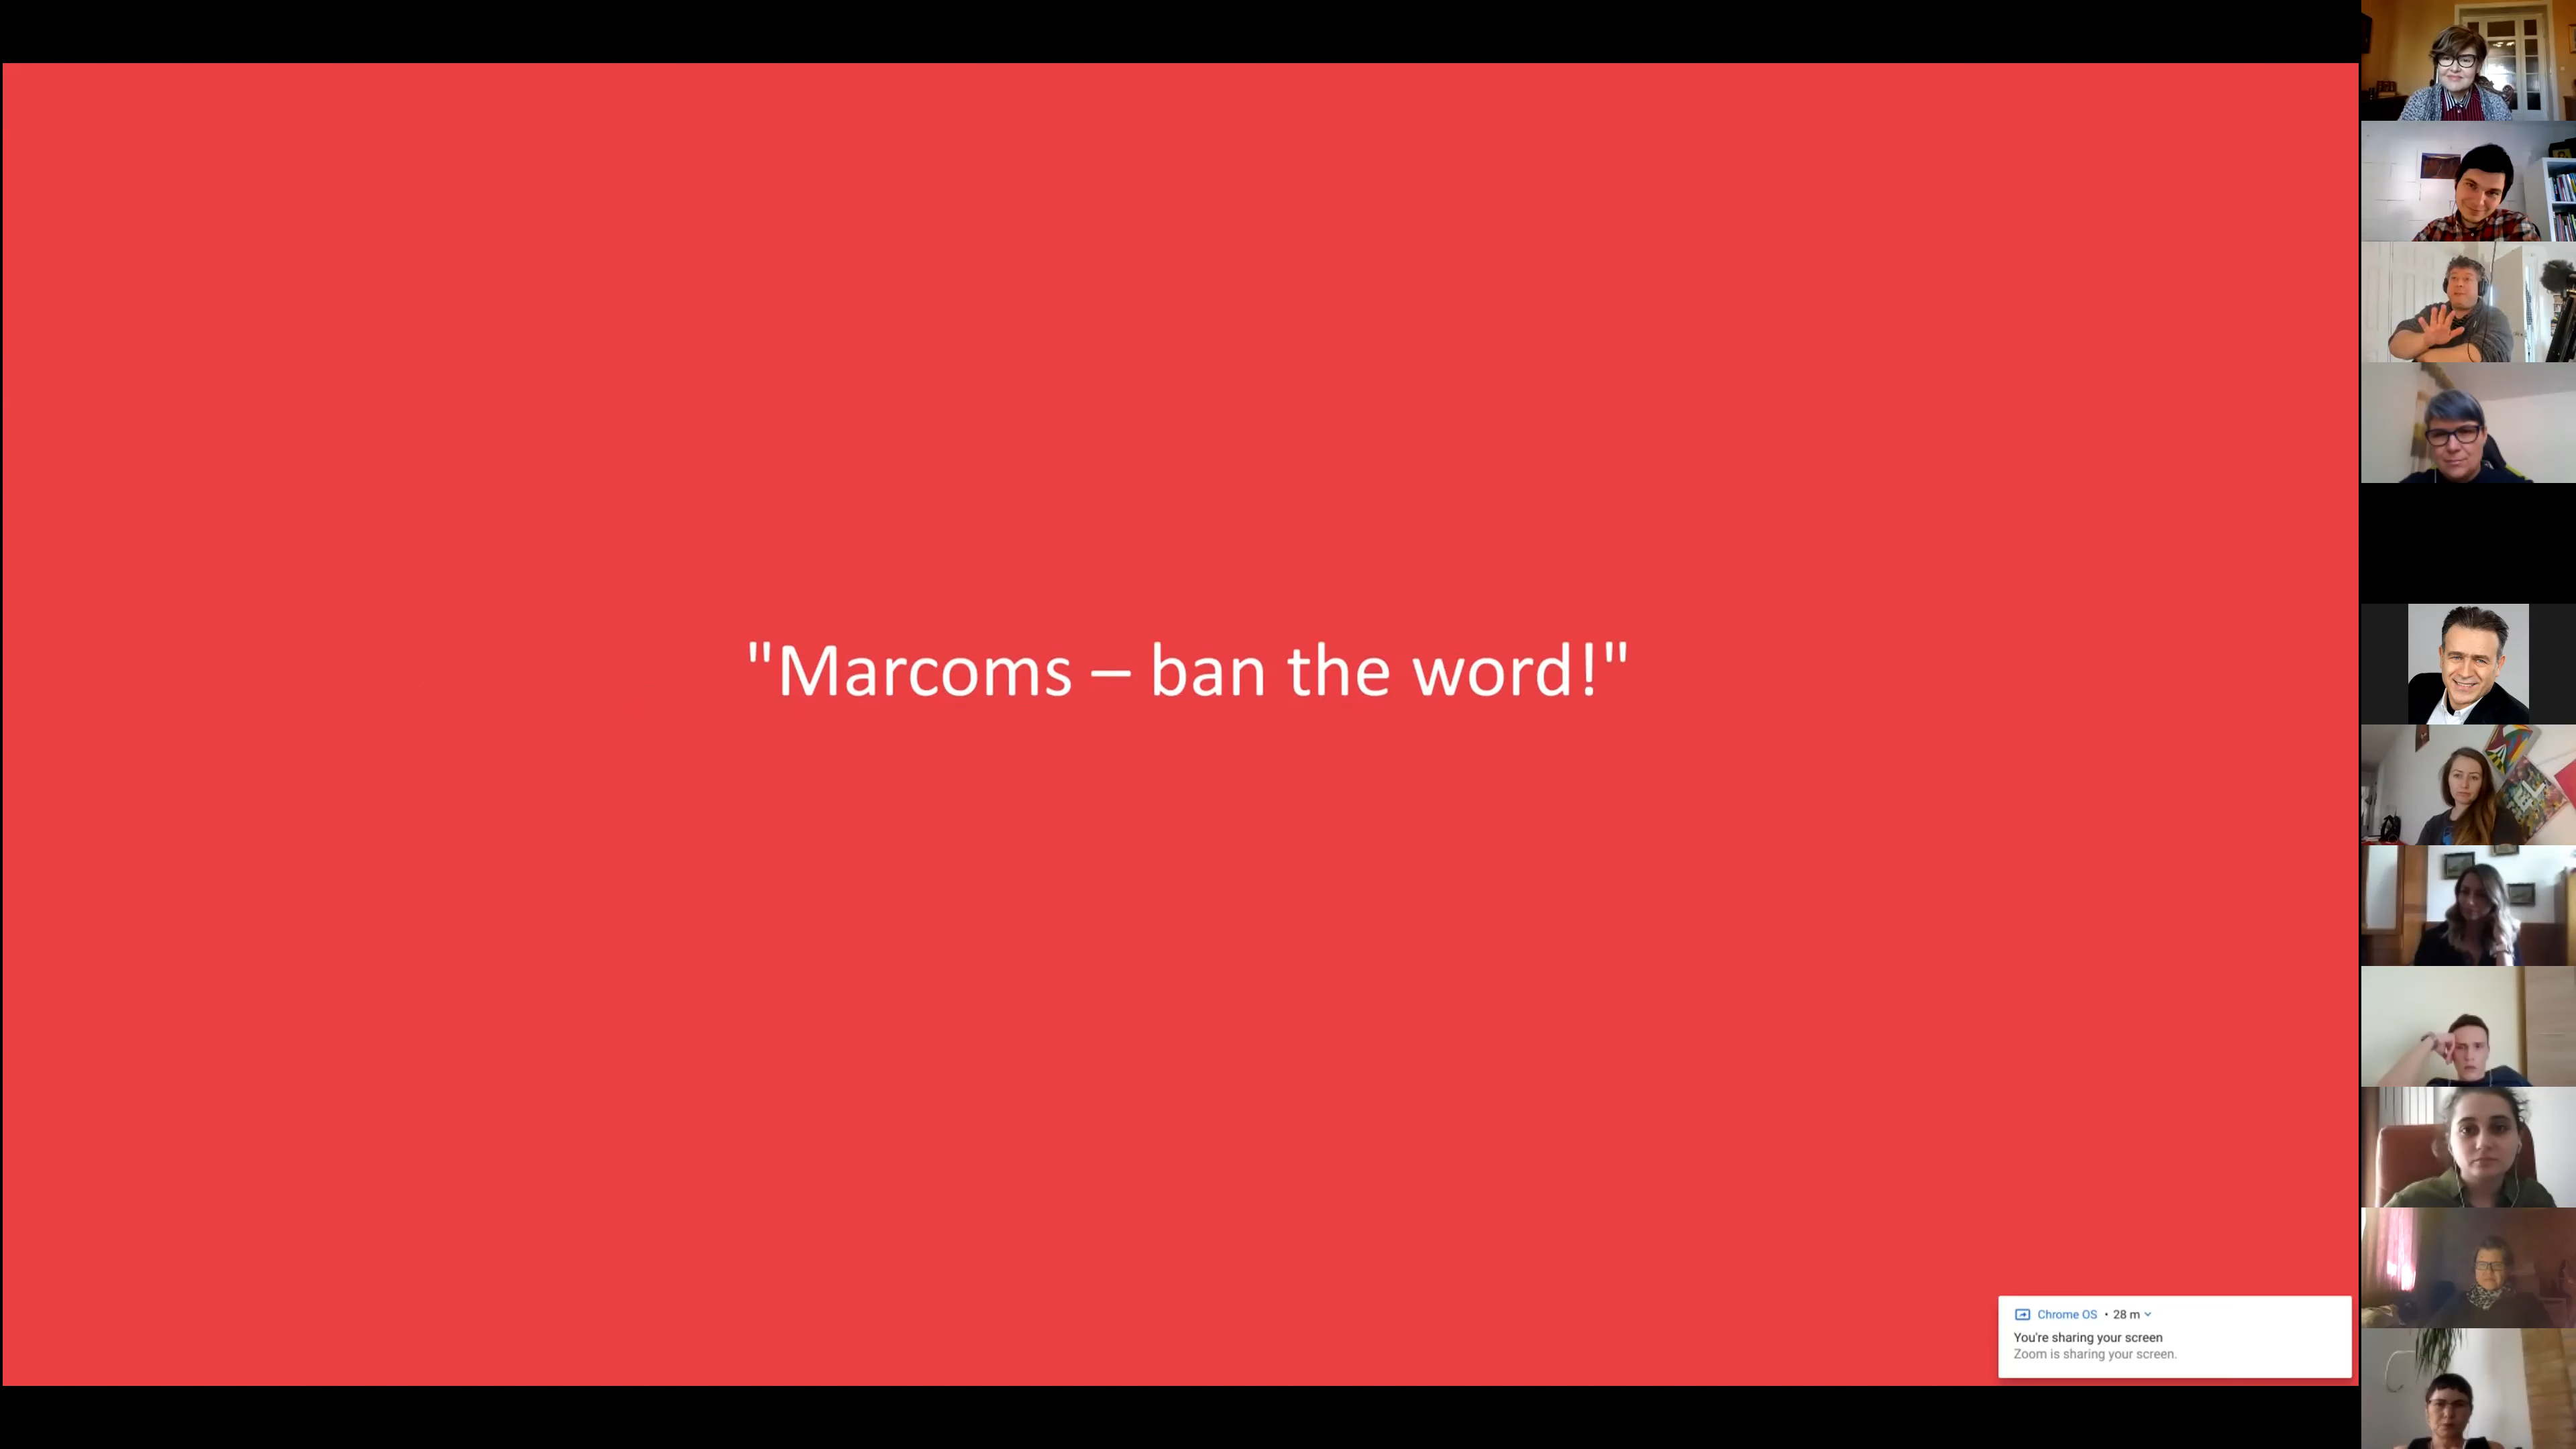 "Marcoms – ban the word!"
Chrome OS • 28 m
You're sharing your screen
Zoom is sharing your screen.